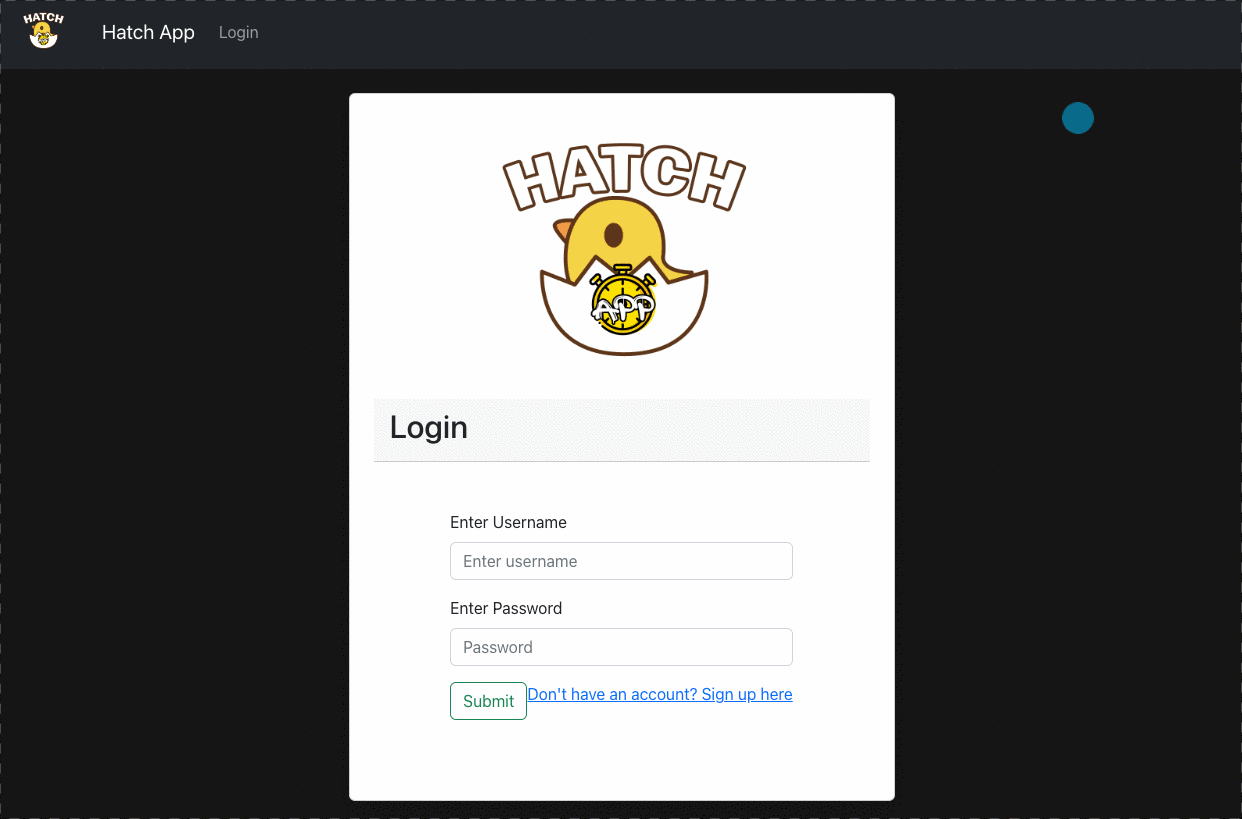 HATCH
Hatch App Login
HATCH
APP
Login
Enter Username
Enter username
Enter Password
Password
Submit Don't have an account? Sign up here